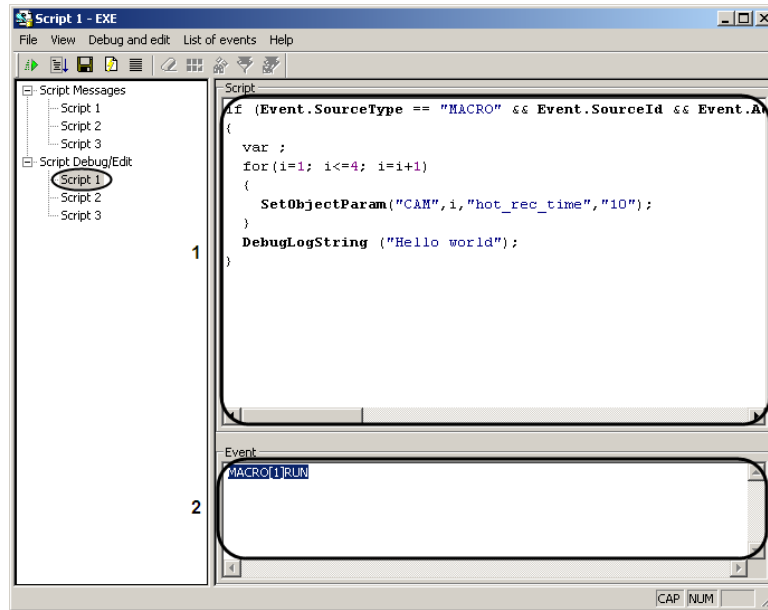 Script 1 - EXE
File View Debug and edit List of events Help
Script Messages
Script 1
Script 2
Script 3
Script Debug/Edit
Script 1
Script 2
Script 3
1
Script
if (Event.SourceType == "MACRO" && Event.SourceId && Event.A
{
var ;
for(i=1; i<=4; i=i+1)
{
SetObjectParam("CAM",i,"hot_rec_time","10");
}
DebugLogString ("Hello world");
}
2
Event
MACRO[1]RUN
CAP NUM